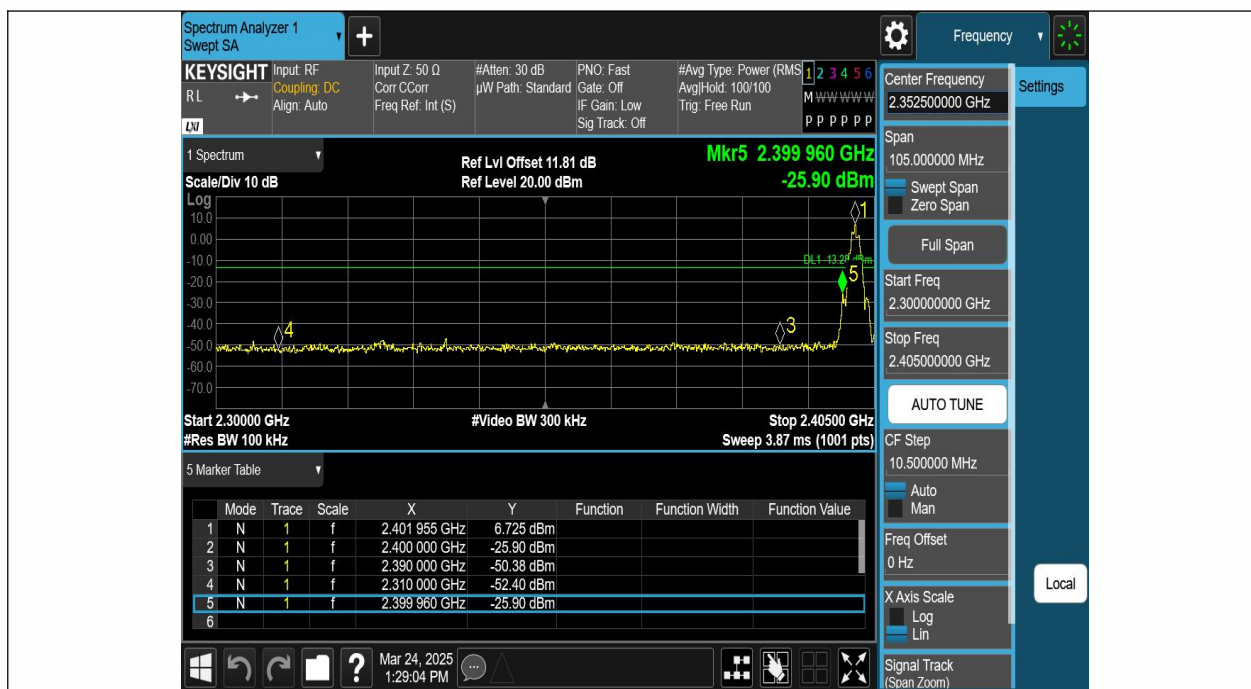 Spectrum Analyzer 1
Swept SA
+
Frequency
KEYSIGHT
RL
LXI
Input: RF
Coupling: DC
Align: Auto
Input Z: 50 Ω
Corr CCorr
Freq Ref: Int (S)
#Atten: 30 dB
µW Path: Standard
PNO: Fast
Gate: Off
IF Gain: Low
Sig Track: Off
#Avg Type: Power (RMS
Avg|Hold: 100/100
Trig: Free Run
1 2 3 4 5 6
M W W W W W
P P P P P P
Center Frequency
2.352500000 GHz
Settings
Span
105.000000 MHz
Swept Span
Zero Span
Full Span
Start Freq
2.300000000 GHz
Stop Freq
2.405000000 GHz
AUTO TUNE
CF Step
10.500000 MHz
Auto
Man
Freq Offset
0 Hz
X Axis Scale
Log
Lin
Signal Track
(Span Zoom)
Local
1 Spectrum
Scale/Div 10 dB
Ref Lvl Offset 11.81 dB
Ref Level 20.00 dBm
Mkr5 2.399 960 GHz
-25.90 dBm
Log
10.0
0.00
-10.0
-20.0
-30.0
-40.0
-50.0
-60.0
-70.0
1
5
3
4
Start 2.30000 GHz
#Video BW 300 kHz
Stop 2.40500 GHz
#Res BW 100 kHz
Sweep 3.87 ms (1001 pts)
5 Marker Table
Mode Trace Scale X Y Function Function Width Function Value
1 N 1 f 2.401 955 GHz 6.725 dBm
2 N 1 f 2.400 000 GHz -25.90 dBm
3 N 1 f 2.390 000 GHz -50.38 dBm
4 N 1 f 2.310 000 GHz -52.40 dBm
5 N 1 f 2.399 960 GHz -25.90 dBm
6
?
Mar 24, 2025
1:29:04 PM